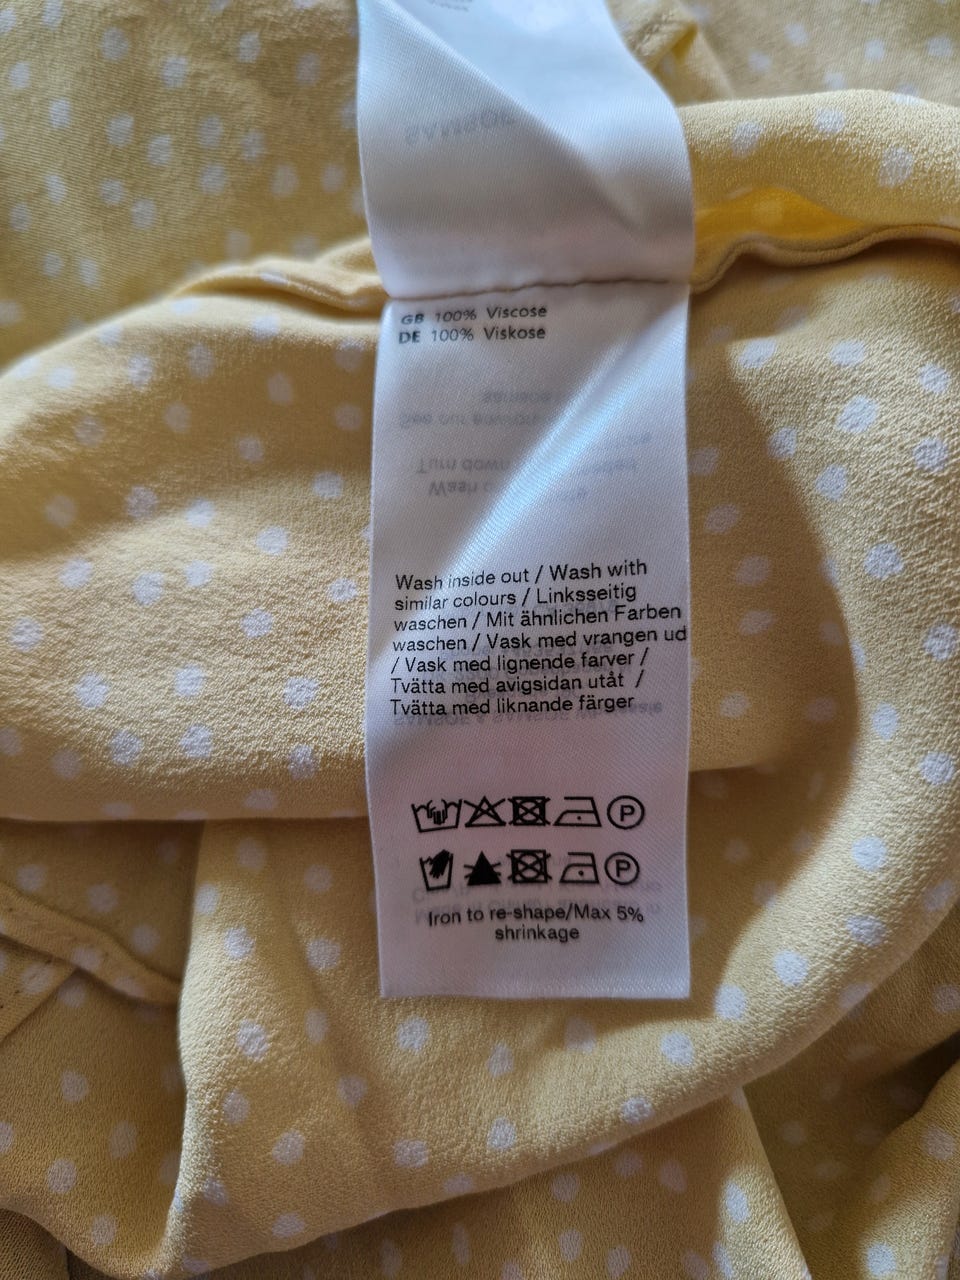 GB 100% Viscose
DE 100% Viskose
Wash inside out / Wash with
similar colours / Linksseitig
waschen / Mit ähnlichen Farben
waschen / Vask med vrangen ud
/ Vask med lignende farver /
Tvätta med avigsidan utåt /
Tvätta med liknande färger
P
P
Iron to re-shape/Max 5%
shrinkage